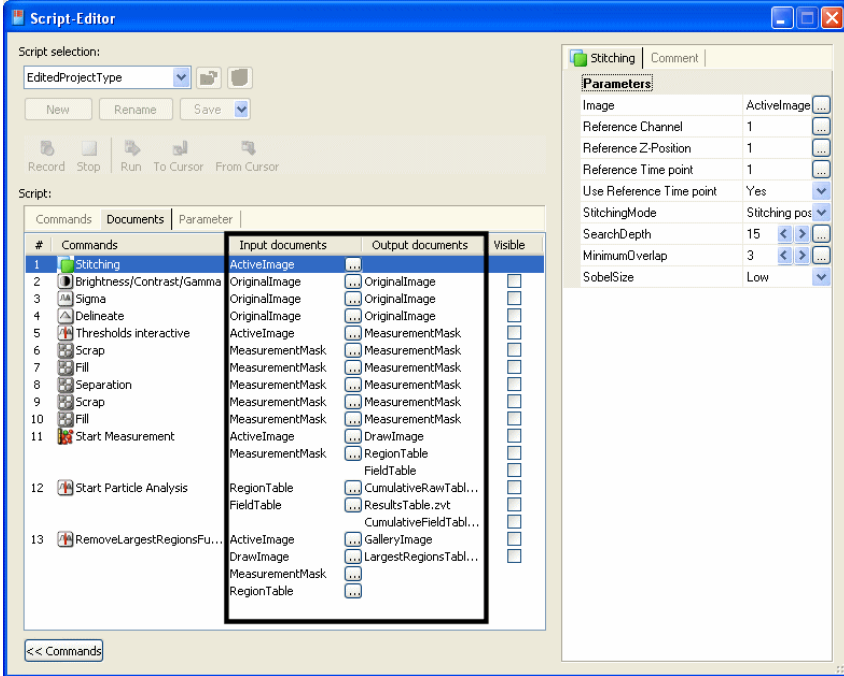 Script-Editor
Script selection:
EditedProjectType
New Rename Save
Record Stop Run To Cursor From Cursor
Script:
Commands Documents Parameter
# Commands Input documents Output documents Visible
1 Stitching ActiveImage ...
2 Brightness/Contrast/Gamma OriginalImage ... OriginalImage
3 Sigma OriginalImage ... OriginalImage
4 Delineate OriginalImage ... OriginalImage
5 Thresholds interactive ActiveImage ... MeasurementMask
6 Scrap MeasurementMask ... MeasurementMask
7 Fill MeasurementMask ... MeasurementMask
8 Separation MeasurementMask ... MeasurementMask
9 Scrap MeasurementMask ... MeasurementMask
10 Fill MeasurementMask ... MeasurementMask
11 Start Measurement ActiveImage ... DrawImage
MeasurementMask ... RegionTable
FieldTable
12 Start Particle Analysis RegionTable ... CumulativeRawTabl...
FieldTable ... ResultsTable.zvt
CumulativeFieldTabl...
13 RemoveLargestRegionsFu... ActiveImage ... GalleryImage
DrawImage ... LargestRegionsTabl...
MeasurementMask ...
RegionTable ...
<< Commands
Stitching Comment
Parameters
Image ActiveImage ...
Reference Channel 1 ...
Reference Z-Position 1 ...
Reference Time point 1 ...
Use Reference Time point Yes
StitchingMode Stitching pos
SearchDepth 15 < > ...
MinimumOverlap 3 < > ...
SobelSize Low